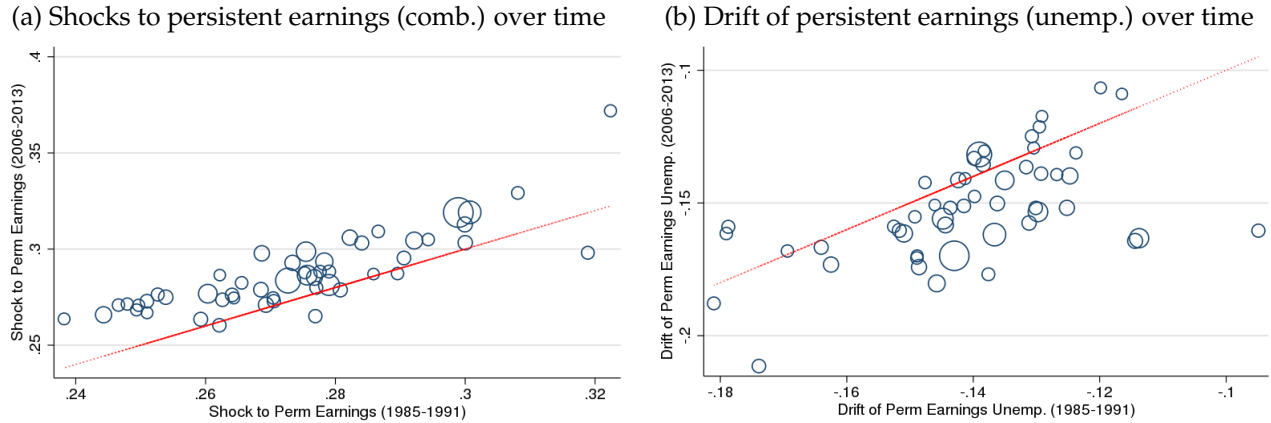 (a) Shocks to persistent earnings (comb.) over time
Shock to Perm Earnings (2006-2013)
.4
.35
.3
.25
.24 .26 .28 .3 .32
Shock to Perm Earnings (1985-1991)
(b) Drift of persistent earnings (unemp.) over time
Drift of Perm Earnings Unemp. (2006-2013)
-.1
-.15
-.2
-.18 -.16 -.14 -.12 -.1
Drift of Perm Earnings Unemp. (1985-1991)